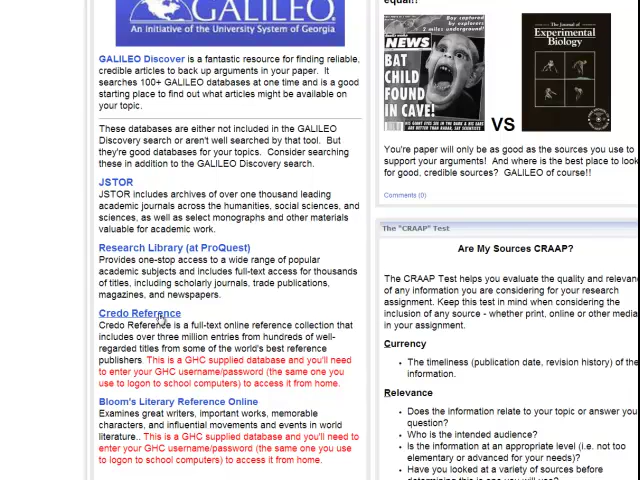 GALILEO
An Initiative of the University System of Georgia
GALILEO Discover is a fantastic resource for finding reliable,
credible articles to back up arguments in your paper. It
searches 100+ GALILEO databases at one time and is a good
starting place to find out what articles might be available on
your topic.
These databases are either not included in the GALILEO
Discovery search or aren't well searched by that tool. But
they're good databases for your topics. Consider searching
these in addition to the GALILEO Discovery search.
JSTOR
JSTOR includes archives of over one thousand leading
academic journals across the humanities, social sciences, and
sciences, as well as select monographs and other materials
valuable for academic work.
Research Library (at ProQuest)
Provides one-stop access to a wide range of popular
academic subjects and includes full-text access for thousands
of titles, including scholarly journals, trade publications,
magazines, and newspapers.
Credo Reference
Credo Reference is a full-text online reference collection that
includes over three million entries from hundreds of well-
regarded titles from some of the world's best reference
publishers. This is a GHC supplied database and you'll need
to enter your GHC username/password (the same one you
use to logon to school computers) to access it from home.
Bloom's Literary Reference Online
Examines great writers, important works, memorable
characters, and influential movements and events in world
literature.. This is a GHC supplied database and you'll need to
enter your GHC username/password (the same one you use
to logon to school computers) to access it from home.
equal!!
Boy captured
by explorers
2 miles underground!
NEWS
BAT
CHILD
FOUND
IN CAVE!
VS
The Journal of
Experimental
Biology
You're paper will only be as good as the sources you use to
support your arguments! And where is the best place to look
for good, credible sources? GALILEO of course!!
Comments (0)
The "CRAAP" Test
Are My Sources CRAAP?
The CRAAP Test helps you evaluate the quality and relevan
of any information you are considering for your research
assignment. Keep this test in mind when considering the
inclusion of any source - whether print, online or other media
in your assignment.
Currency
• The timeliness (publication date, revision history) of the
information.
Relevance
• Does the information relate to your topic or answer you
question?
• Who is the intended audience?
• Is the information at an appropriate level (i.e. not too
elementary or advanced for your needs)?
• Have you looked at a variety of sources before
determining this is one you will use?